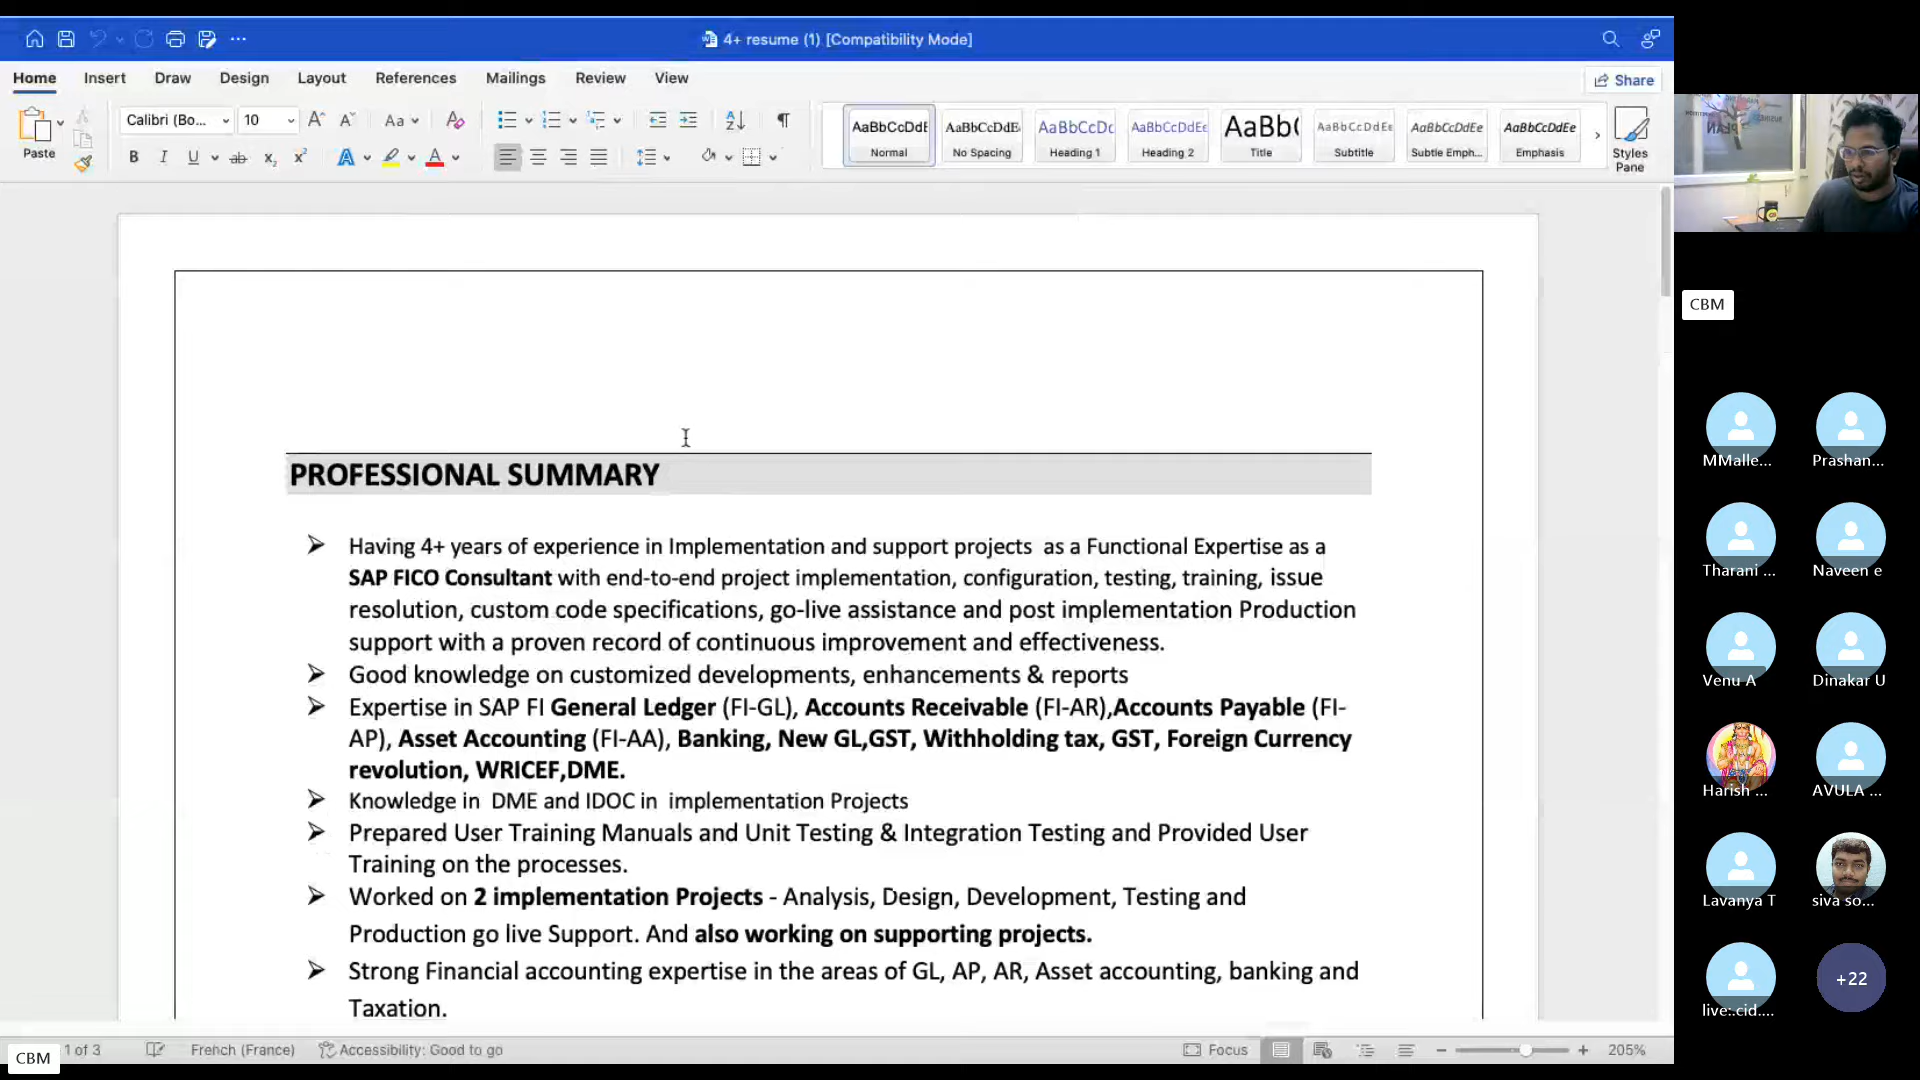 4+ resume (1) [Compatibility Mode]
Home Insert Draw Design Layout References Mailings Review View
Share
Paste
Calibri (Bo... 10
Aa
B I U ab x₂ x² A A
AaBbCcDdE AaBbCcDdE AaBbCcDc AaBbCcDdEe AaBb( AaBbCcDdEe AaBbCcDdEe AaBbCcDdEe
Normal No Spacing Heading 1 Heading 2 Title Subtitle Subtle Emph... Emphasis
Styles
Pane
PROFESSIONAL SUMMARY
➢ Having 4+ years of experience in Implementation and support projects as a Functional Expertise as a
SAP FICO Consultant with end-to-end project implementation, configuration, testing, training, issue
resolution, custom code specifications, go-live assistance and post implementation Production
support with a proven record of continuous improvement and effectiveness.
➢ Good knowledge on customized developments, enhancements & reports
➢ Expertise in SAP FI General Ledger (FI-GL), Accounts Receivable (FI-AR),Accounts Payable (FI-
AP), Asset Accounting (FI-AA), Banking, New GL,GST, Withholding tax, GST, Foreign Currency
revolution, WRICEF,DME.
➢ Knowledge in DME and IDOC in implementation Projects
➢ Prepared User Training Manuals and Unit Testing & Integration Testing and Provided User
Training on the processes.
➢ Worked on 2 implementation Projects - Analysis, Design, Development, Testing and
Production go live Support. And also working on supporting projects.
➢ Strong Financial accounting expertise in the areas of GL, AP, AR, Asset accounting, banking and
Taxation.
CBM
1 of 3 French (France) Accessibility: Good to go
Focus 205%
CBM
MMalle... Prashan...
Tharani ... Naveen e
Venu A Dinakar U
Harish ... AVULA ...
Lavanya T siva so...
live:.cid.... +22